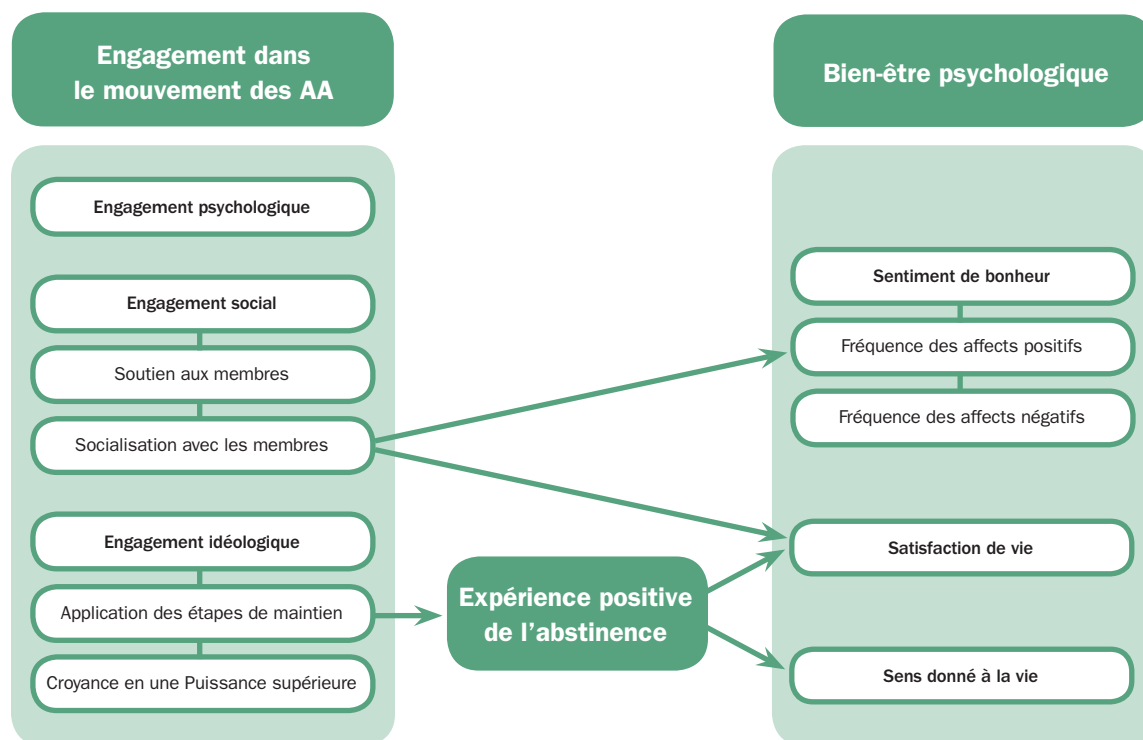 Engagement dans
le mouvement des AA
Engagement psychologique
Engagement social
Soutien aux membres
Socialisation avec les membres
Engagement idéologique
Application des étapes de maintien
Croyance en une Puissance supérieure
Expérience positive
de l’abstinence
Bien-être psychologique
Sentiment de bonheur
Fréquence des affects positifs
Fréquence des affects négatifs
Satisfaction de vie
Sens donné à la vie